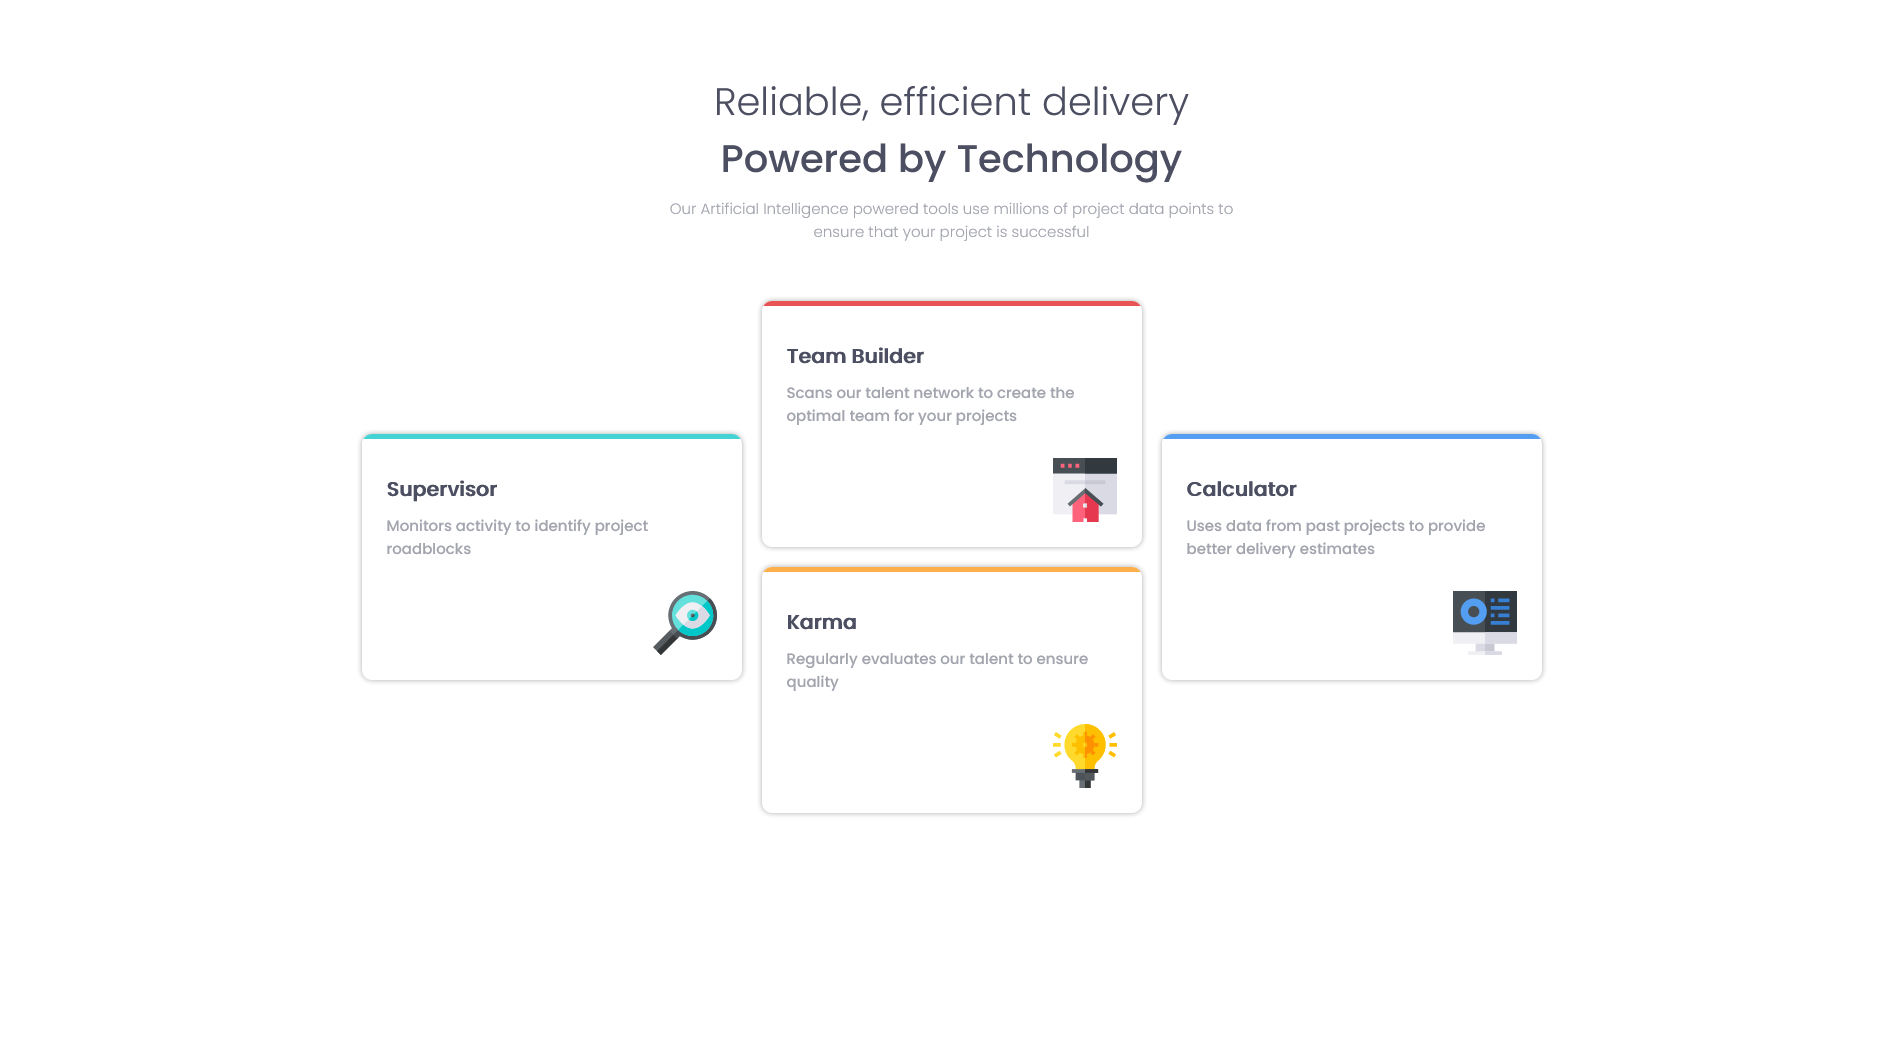 Reliable, efficient delivery
Powered by Technology
Our Artificial Intelligence powered tools use millions of project data points to
ensure that your project is successful
Supervisor
Monitors activity to identify project
roadblocks
Team Builder
Scans our talent network to create the
optimal team for your projects
Karma
Regularly evaluates our talent to ensure
quality
Calculator
Uses data from past projects to provide
better delivery estimates